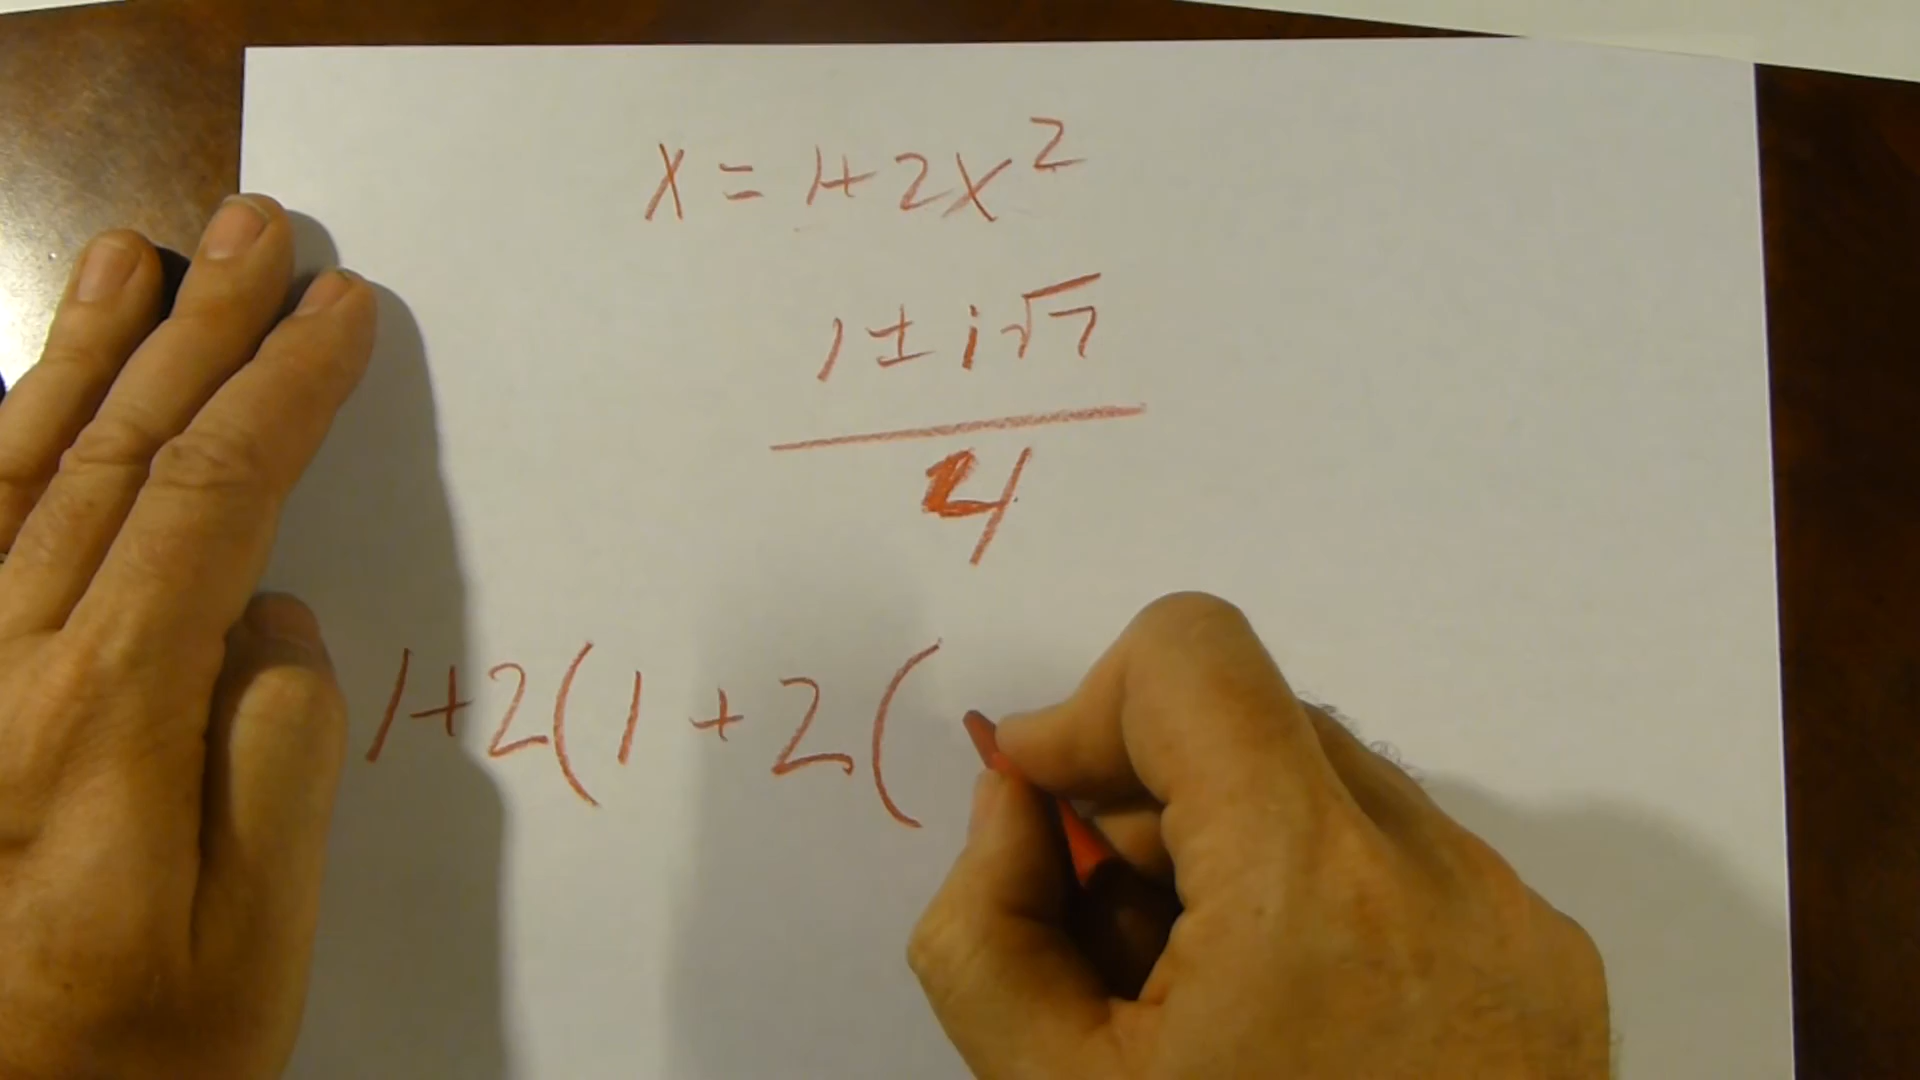 x = 1+2x²
1 ± i√7
4
1+2(1+2(